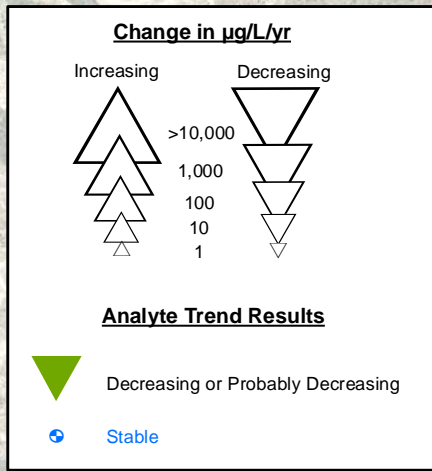 Change in µg/L/yr
Increasing Decreasing
>10,000
1,000
100
10
1
Analyte Trend Results
Decreasing or Probably Decreasing
Stable